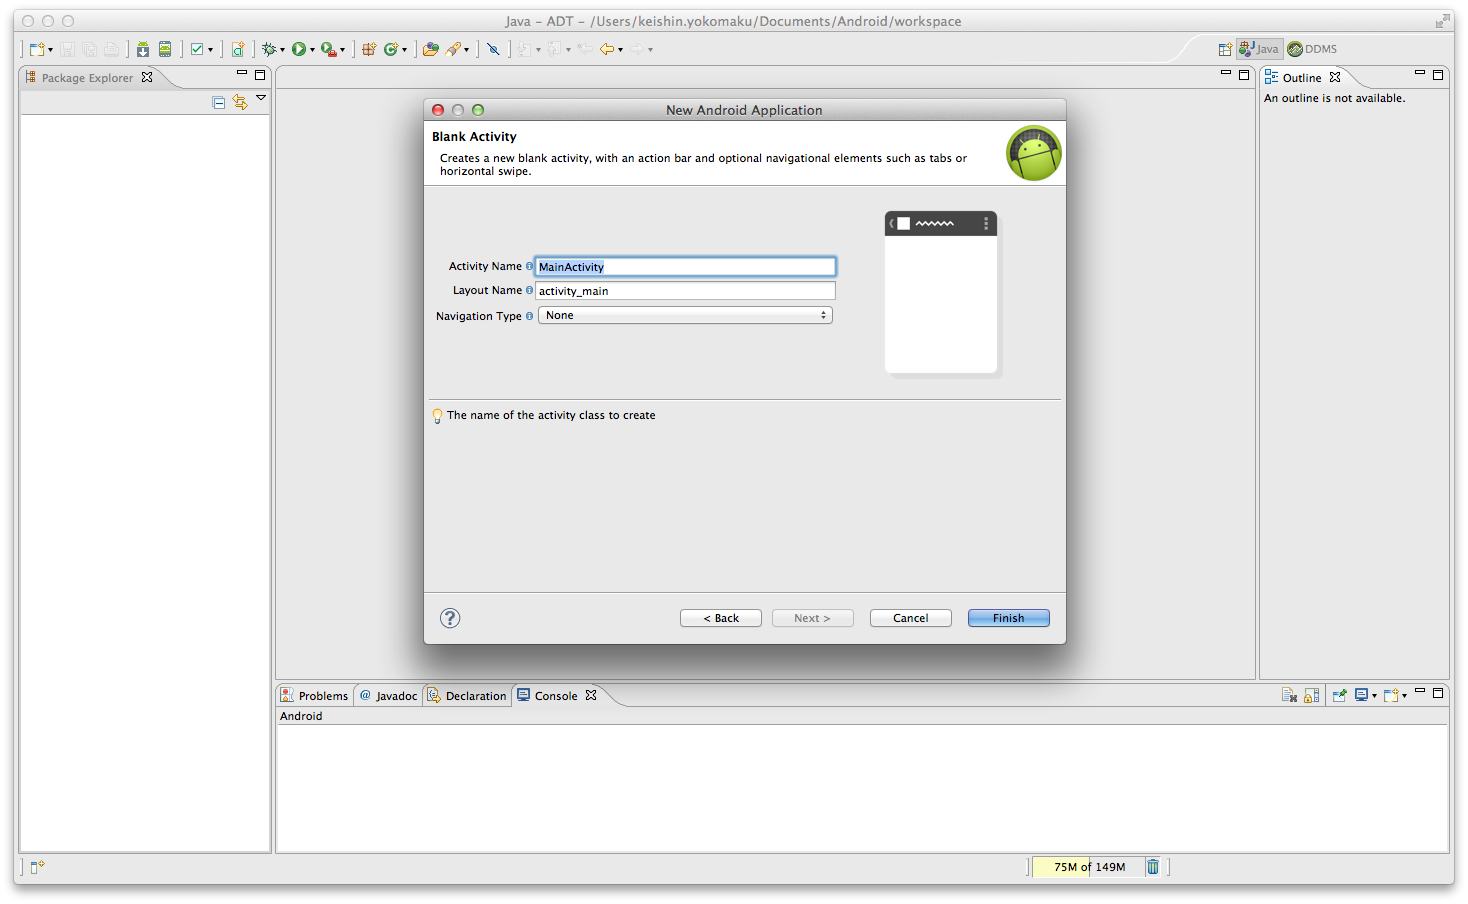 Java – ADT – /Users/keishin.yokomaku/Documents/Android/workspace
Java
DDMS
Package Explorer
Outline
An outline is not available.
New Android Application
Blank Activity
Creates a new blank activity, with an action bar and optional navigational elements such as tabs or
horizontal swipe.
Activity Name
MainActivity
Layout Name
activity_main
Navigation Type
None
The name of the activity class to create
?
< Back
Next >
Cancel
Finish
Problems
@ Javadoc
Declaration
Console
Android
75M of 149M